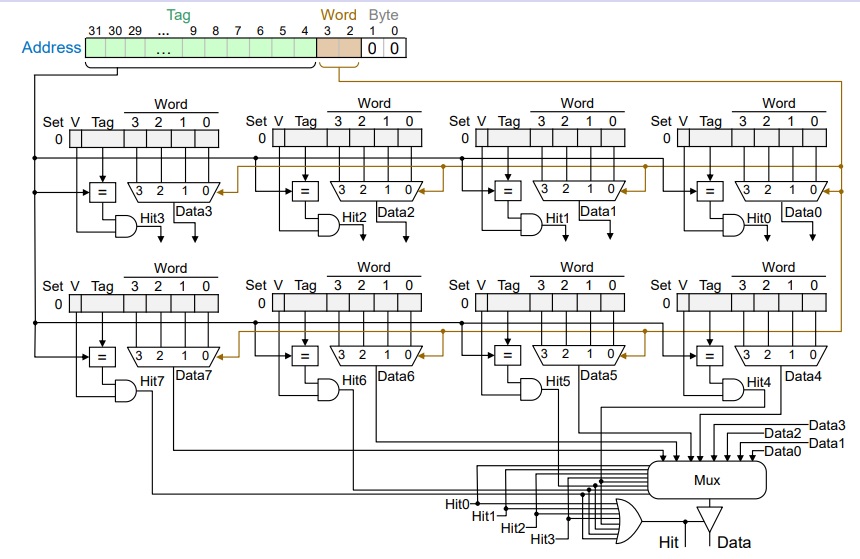 Tag Word Byte
31 30 29 ... 9 8 7 6 5 4 3 2 1 0
Address ... 0 0
Word Word Word Word
Set V Tag 3 2 1 0 Set V Tag 3 2 1 0 Set V Tag 3 2 1 0 Set V Tag 3 2 1 0
0 0 0 0
= 3 2 1 0 = 3 2 1 0 = 3 2 1 0 = 3 2 1 0
Hit3 Data3 Hit2 Data2 Hit1 Data1 Hit0 Data0
Word Word Word Word
Set V Tag 3 2 1 0 Set V Tag 3 2 1 0 Set V Tag 3 2 1 0 Set V Tag 3 2 1 0
0 0 0 0
= 3 2 1 0 = 3 2 1 0 = 3 2 1 0 = 3 2 1 0
Hit7 Data7 Hit6 Data6 Hit5 Data5 Hit4 Data4
Data3
Data2
Data1
Data0
Mux
Hit0
Hit1
Hit2
Hit3
Hit Data